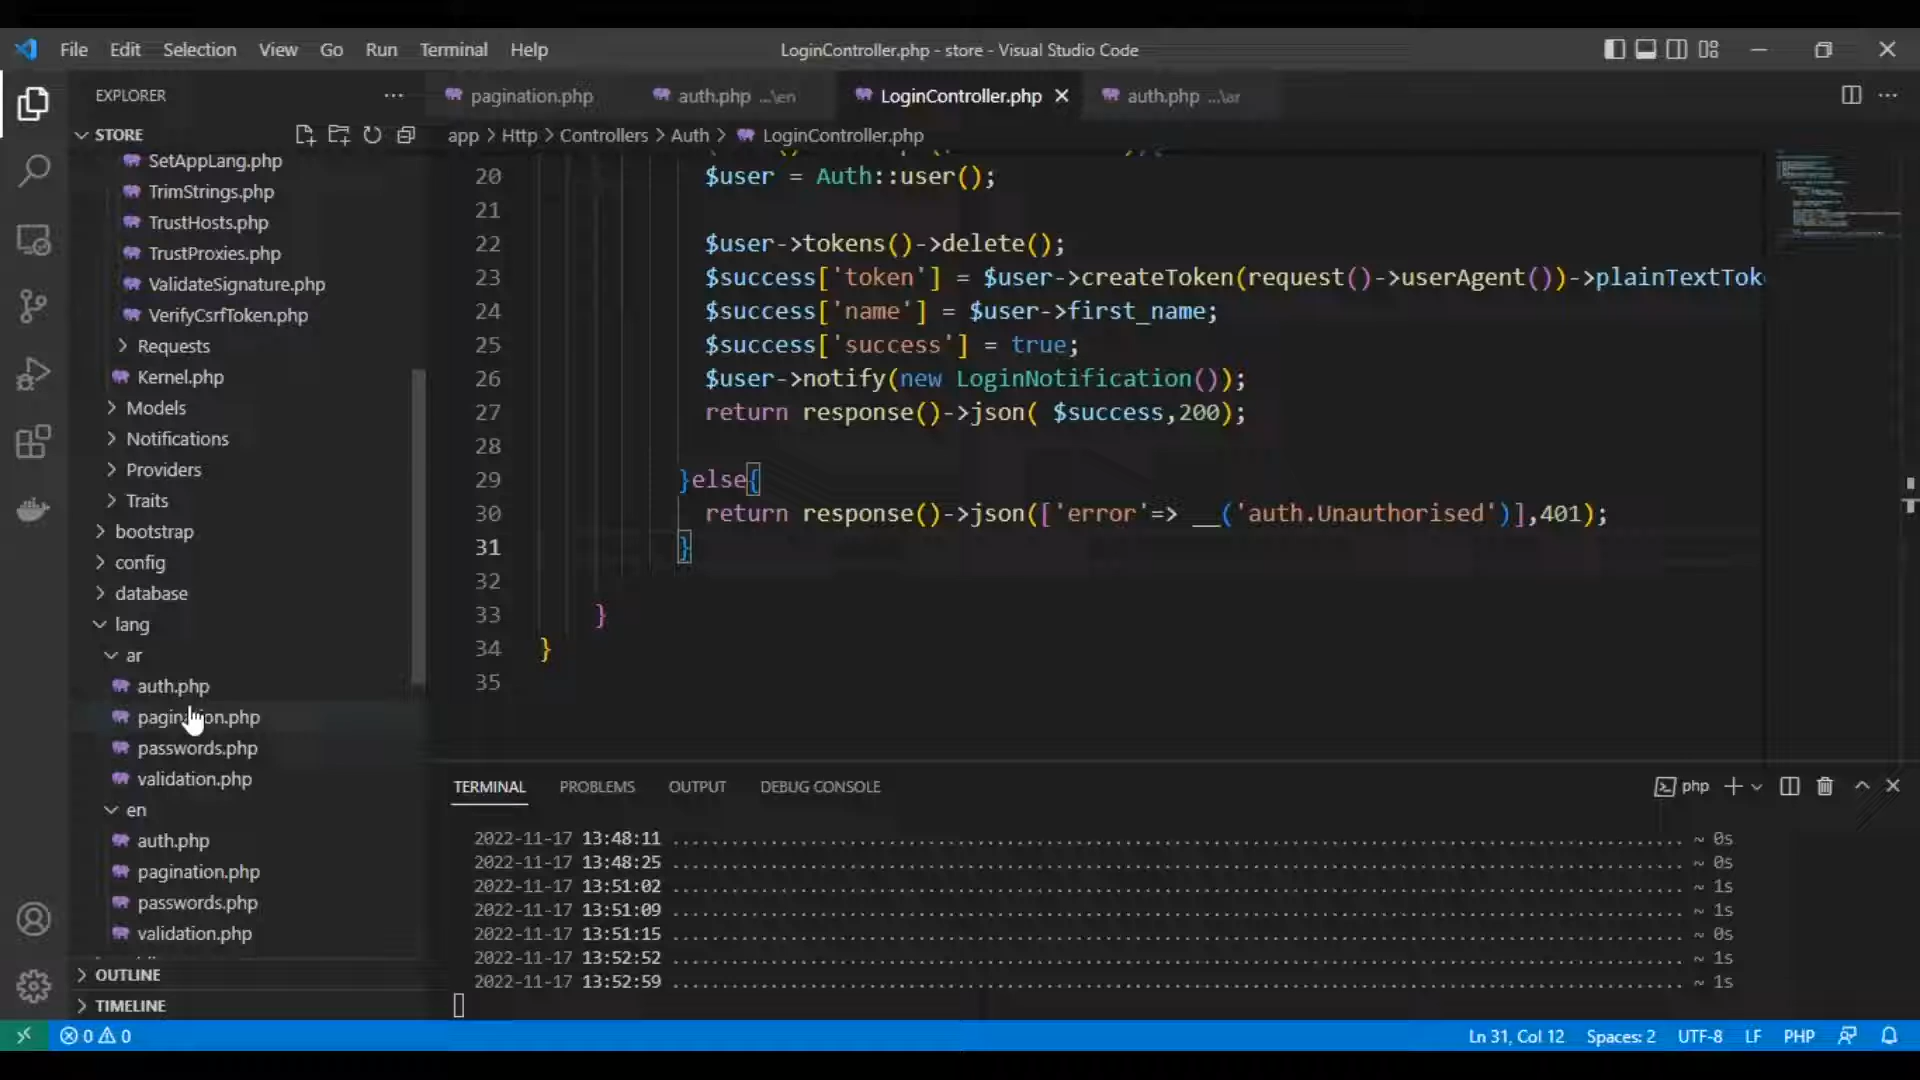 File Edit Selection View Go Run Terminal Help LoginController.php - store - Visual Studio Code
EXPLORER
pagination.php auth.php ...\en LoginController.php auth.php ...\ar
STORE
app > Http > Controllers > Auth > LoginController.php
SetAppLang.php
TrimStrings.php
TrustHosts.php
TrustProxies.php
ValidateSignature.php
VerifyCsrfToken.php
Requests
Kernel.php
Models
Notifications
Providers
Traits
bootstrap
config
database
lang
ar
auth.php
pagination.php
passwords.php
validation.php
en
auth.php
pagination.php
passwords.php
validation.php
OUTLINE
TIMELINE
20 $user = Auth::user();
21
22 $user->tokens()->delete();
23 $success['token'] = $user->createToken(request()->userAgent())->plainTextTok
24 $success['name'] = $user->first_name;
25 $success['success'] = true;
26 $user->notify(new LoginNotification());
27 return response()->json( $success,200);
28
29 }else{
30 return response()->json(['error'=> __('auth.Unauthorised')],401);
31 }
32
33 }
34 }
35
TERMINAL PROBLEMS OUTPUT DEBUG CONSOLE php
2022-11-17 13:48:11 ........................................ ~ 0s
2022-11-17 13:48:25 ........................................ ~ 0s
2022-11-17 13:51:02 ........................................ ~ 1s
2022-11-17 13:51:09 ........................................ ~ 1s
2022-11-17 13:51:15 ........................................ ~ 0s
2022-11-17 13:52:52 ........................................ ~ 1s
2022-11-17 13:52:59 ........................................ ~ 1s
0 0 Ln 31, Col 12 Spaces: 2 UTF-8 LF PHP